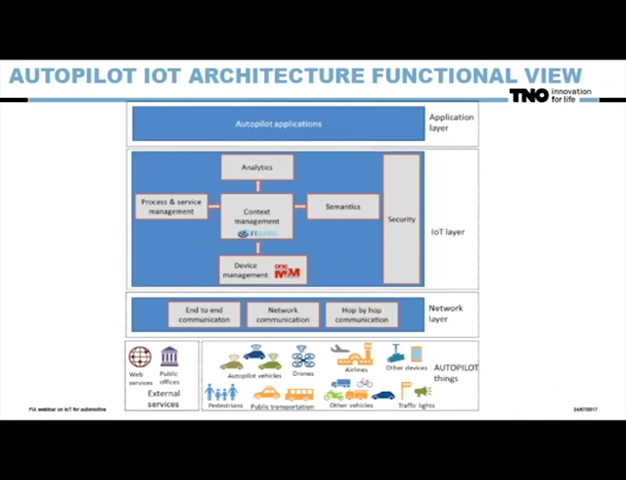 AUTOPILOT IOT ARCHITECTURE FUNCTIONAL VIEW
TNO innovation
for life
Autopilot applications
Application
layer
Analytics
Process & service
management
Context
management
FIWARE
Semantics
Security
IoT layer
Device
management
one
M2M
End to end
communicaton
Network
communication
Hop by hop
communication
Network
layer
Web
services
Public
offices
External
services
Autopilot vehicles
Drones
Airlines
Other devices
AUTOPILOT
things
Pedestrians
Public transportation
Other vehicles
Traffic lights
FIA webinar on IoT for automotive
24/07/2017